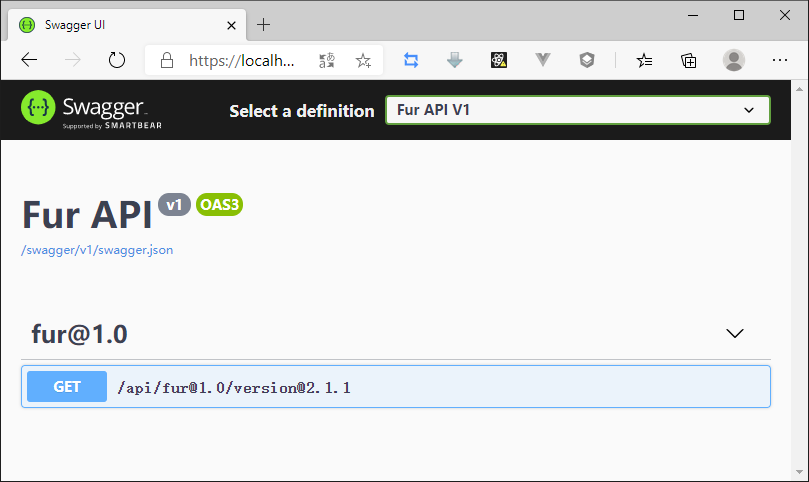 Swagger UI
https://localh...
Swagger
Supported by SMARTBEAR
Select a definition
Fur API V1
Fur API v1 OAS3
/swagger/v1/swagger.json
fur@1.0
GET /api/fur@1.0/version@2.1.1